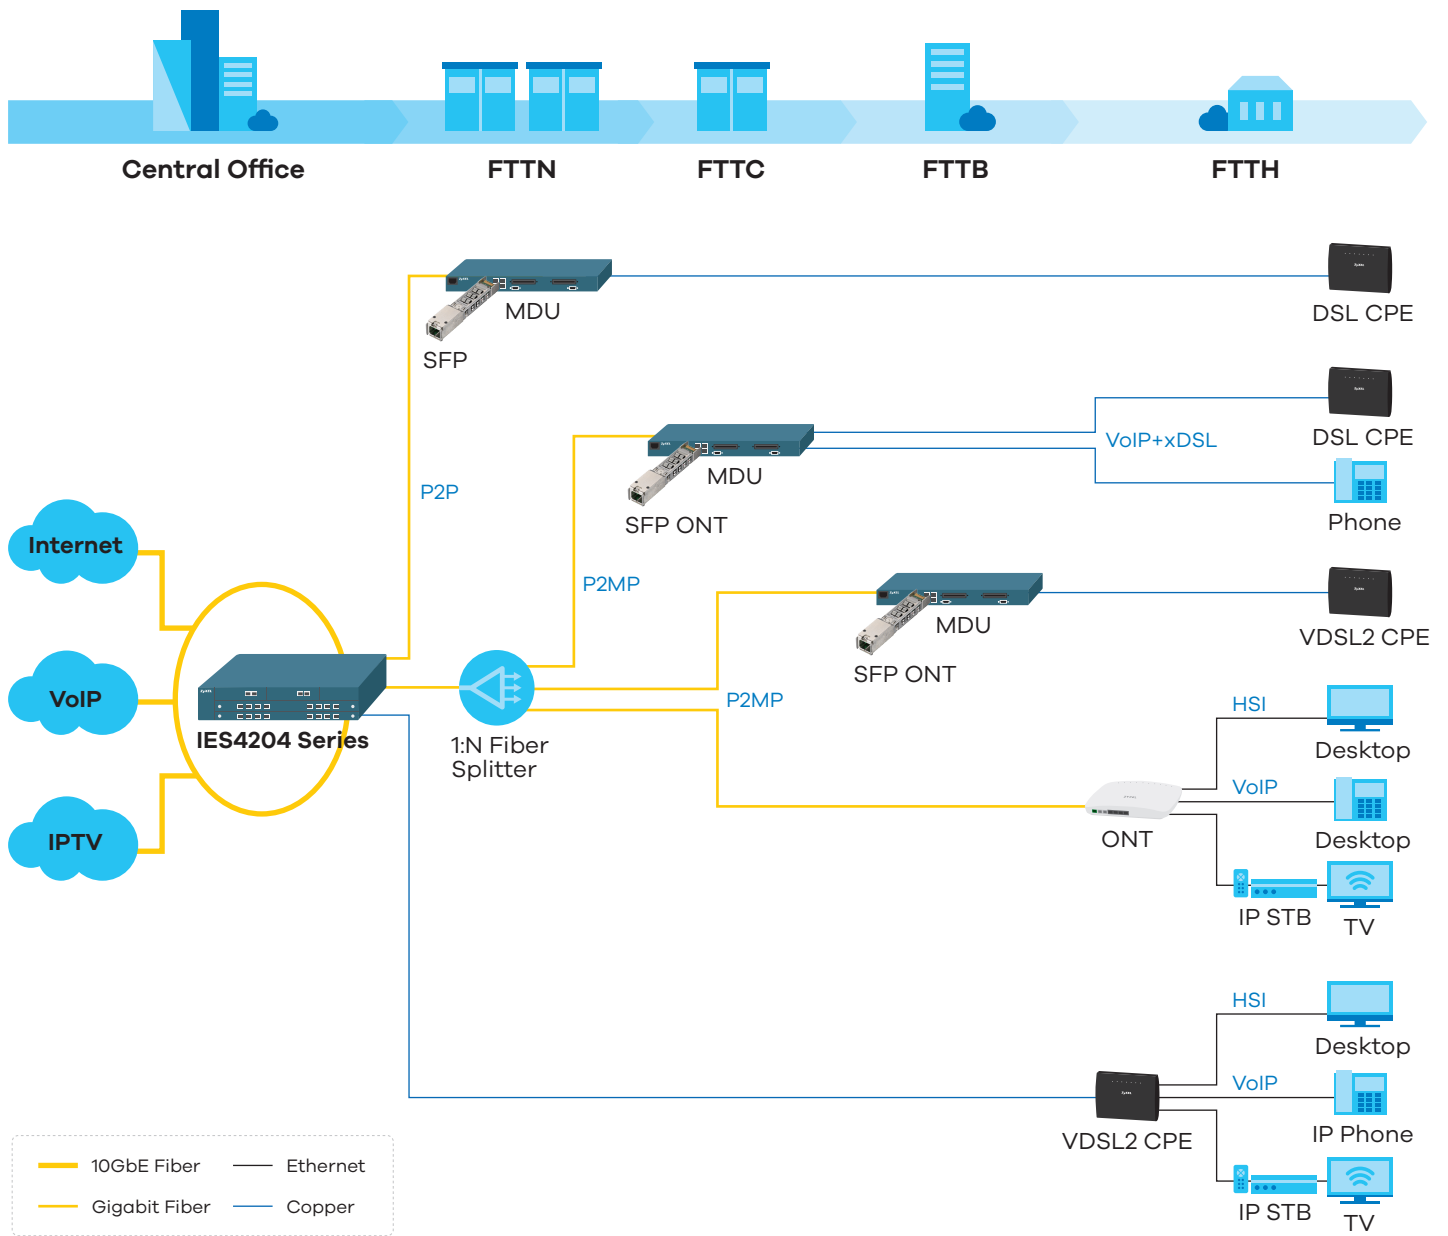 Central Office
FTTN
FTTC
FTTB
FTTH
MDU
SFP
DSL CPE
MDU
SFP ONT
VoIP+xDSL
DSL CPE
Phone
P2P
P2MP
Internet
VoIP
IPTV
IES4204 Series
1:N Fiber
Splitter
MDU
SFP ONT
VDSL2 CPE
P2MP
HSI
Desktop
VoIP
Desktop
ONT
IP STB
TV
HSI
Desktop
VoIP
IP Phone
VDSL2 CPE
IP STB
TV
10GbE Fiber
Ethernet
Gigabit Fiber
Copper